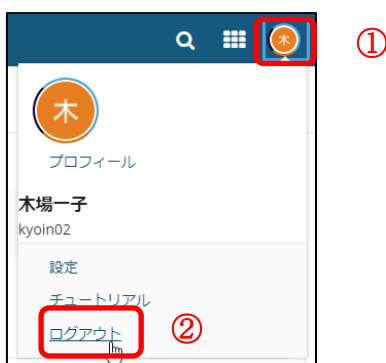 木
①
木
プロフィール
木場一子
kyoin02
設定
チュートリアル
ログアウト
②